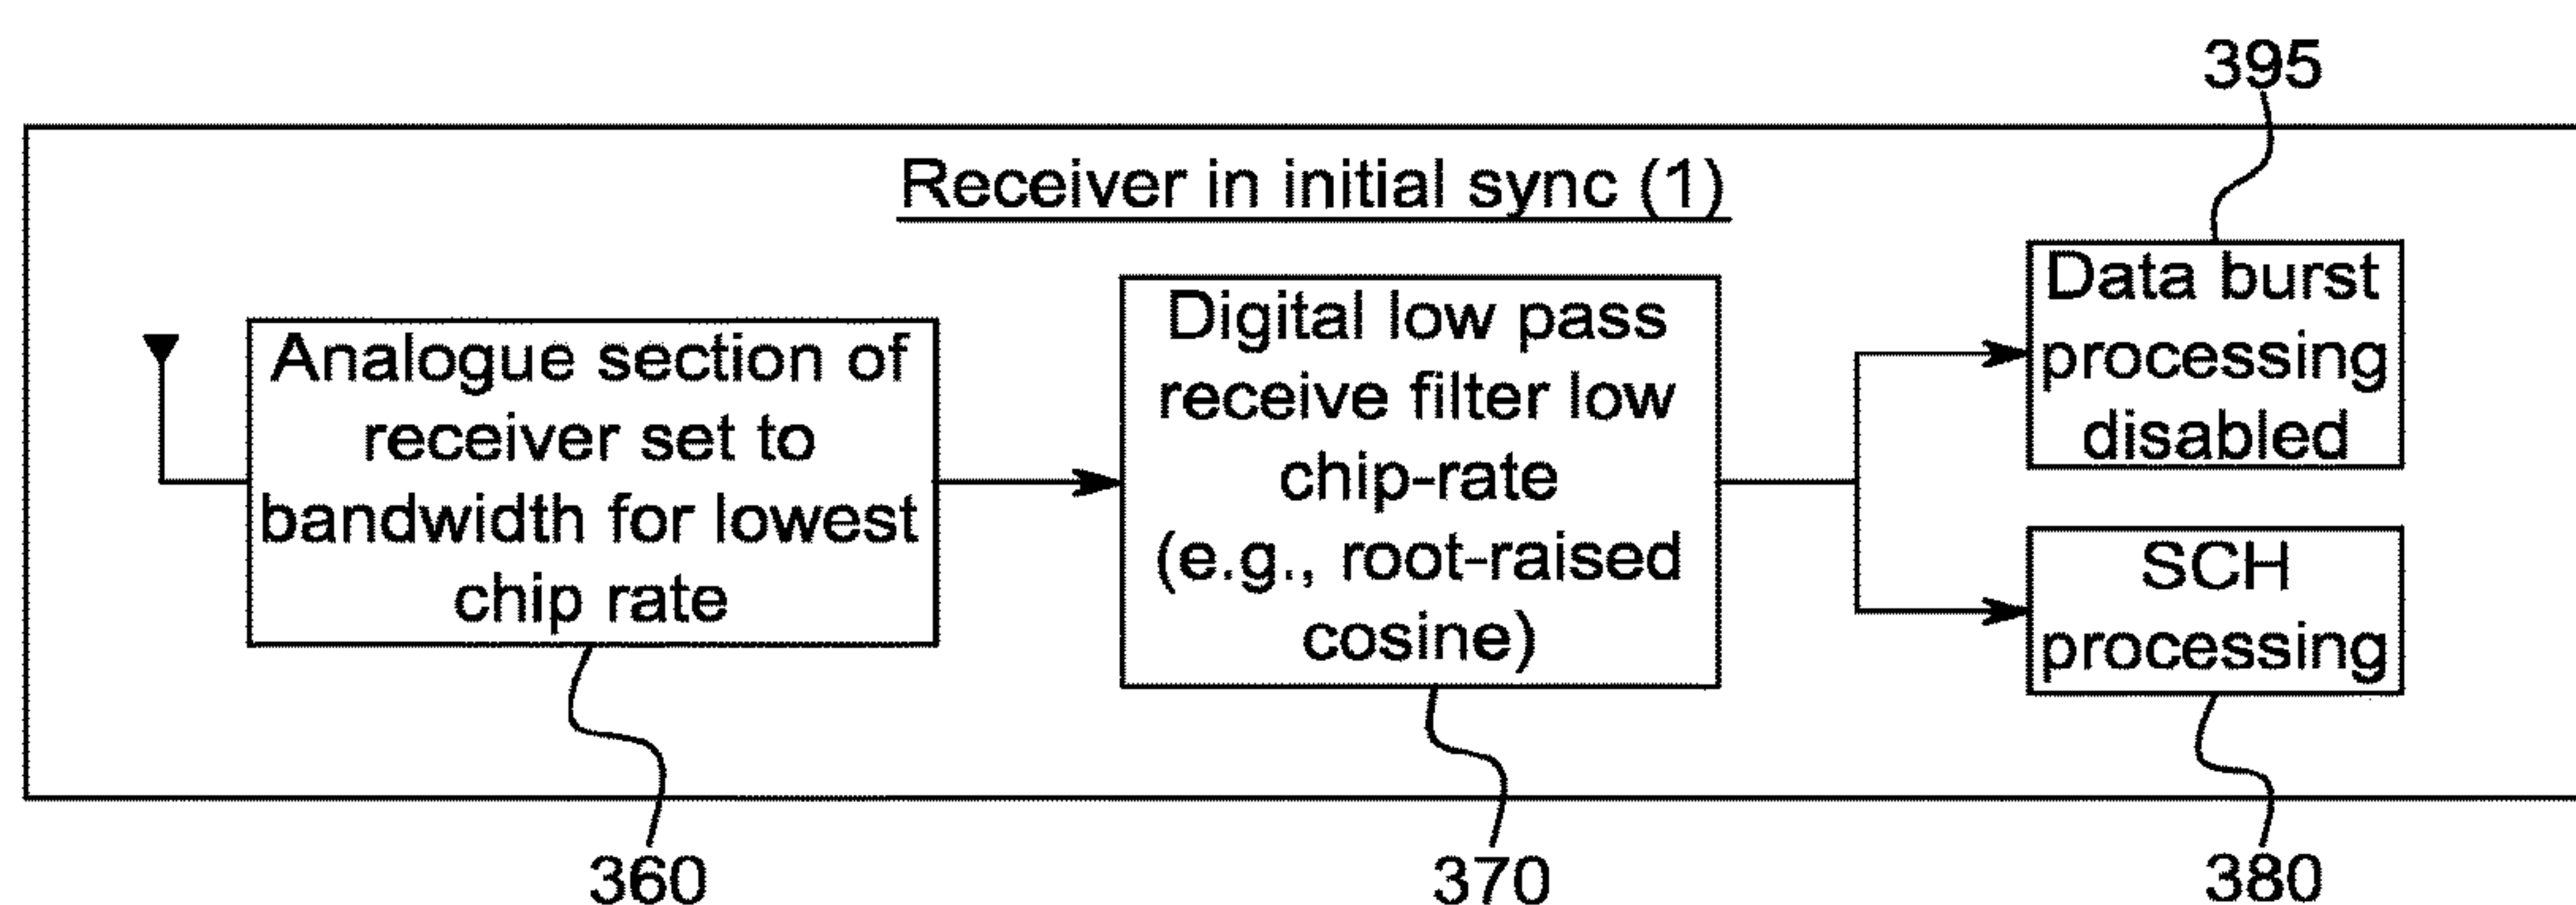 395
Receiver in initial sync (1)
Analogue section of
receiver set to
bandwidth for lowest
chip rate
Digital low pass
receive filter low
chip-rate
(e.g., root-raised
cosine)
Data burst
processing
disabled
SCH
processing
360
370
380